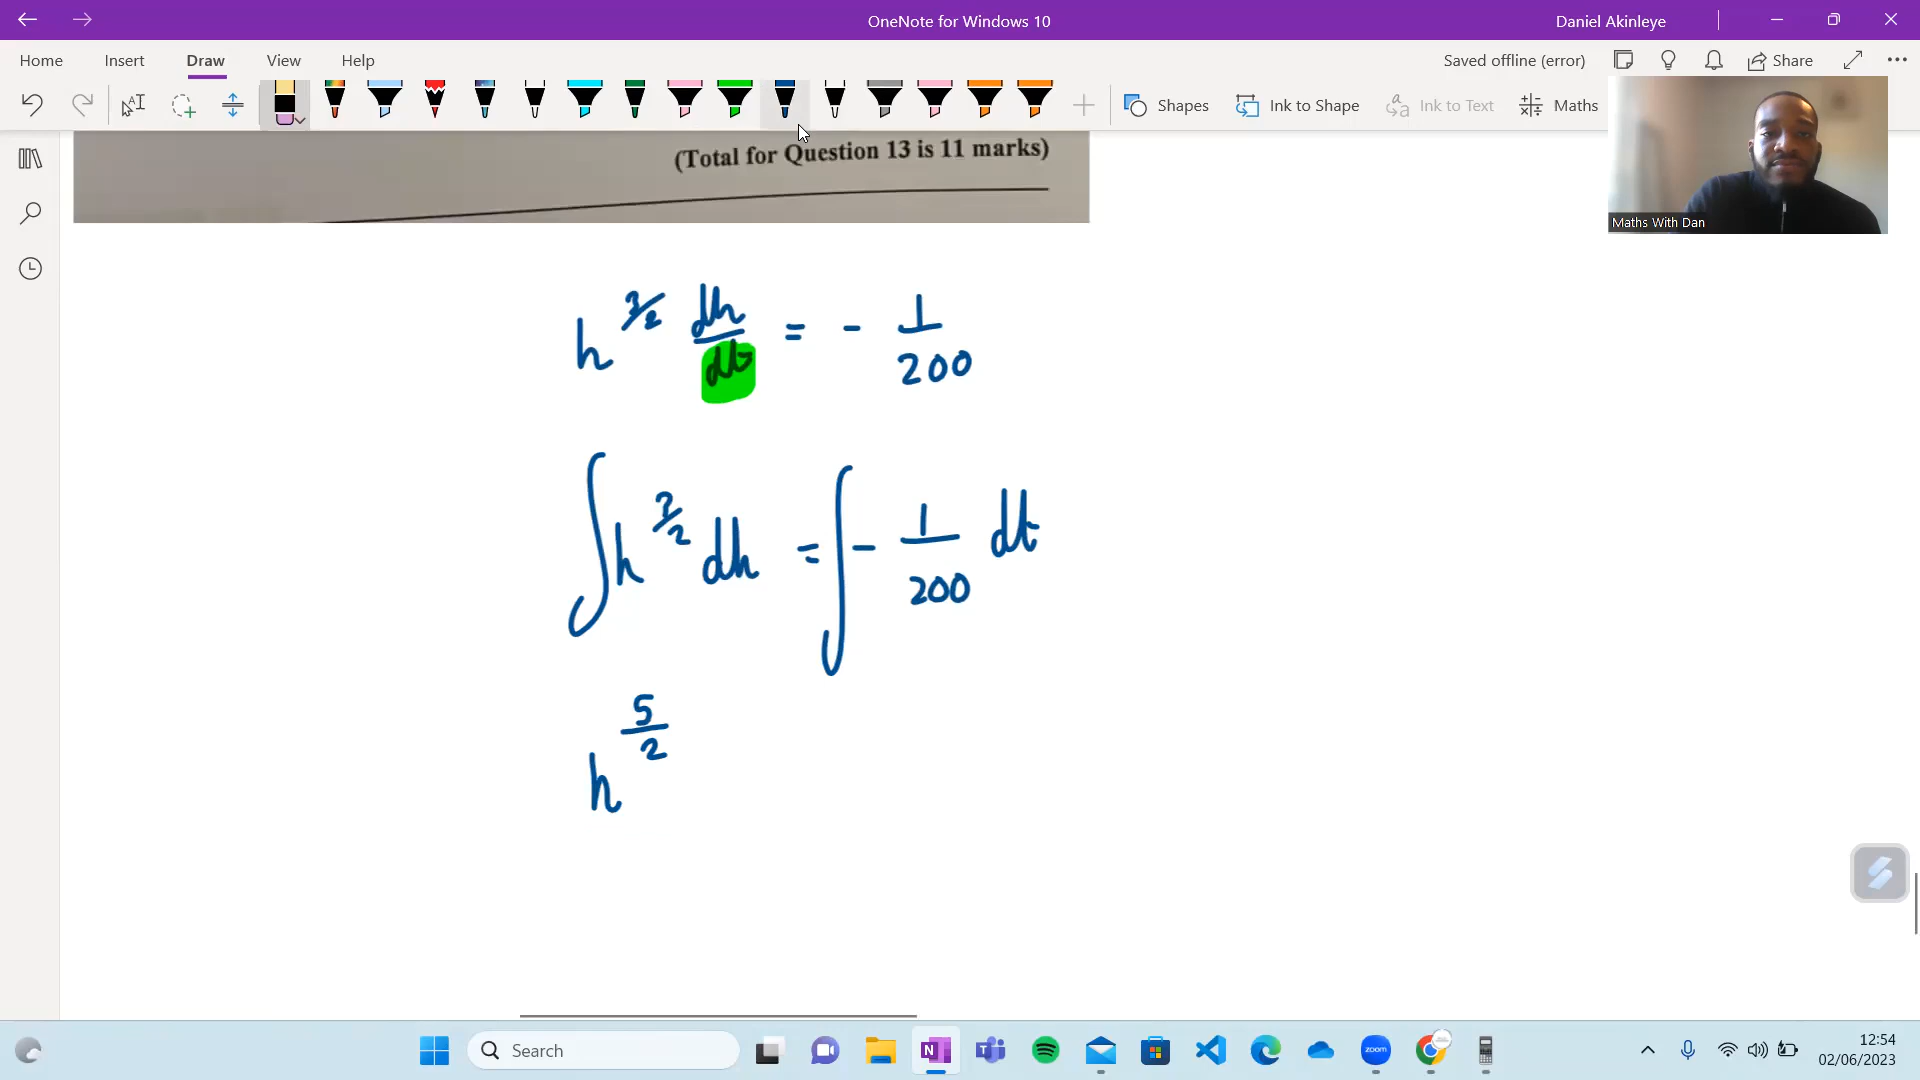 OneNote for Windows 10
Daniel Akinleye
Home Insert Draw View Help
Saved offline (error)
Share
Shapes
Ink to Shape
Ink to Text
Maths
(Total for Question 13 is 11 marks)
Maths With Dan
h^{3/2} dh/dt = - 1/200
∫h^{3/2} dh = ∫- 1/200 dt
h^{5/2}
Search
zoom
12:54
02/06/2023